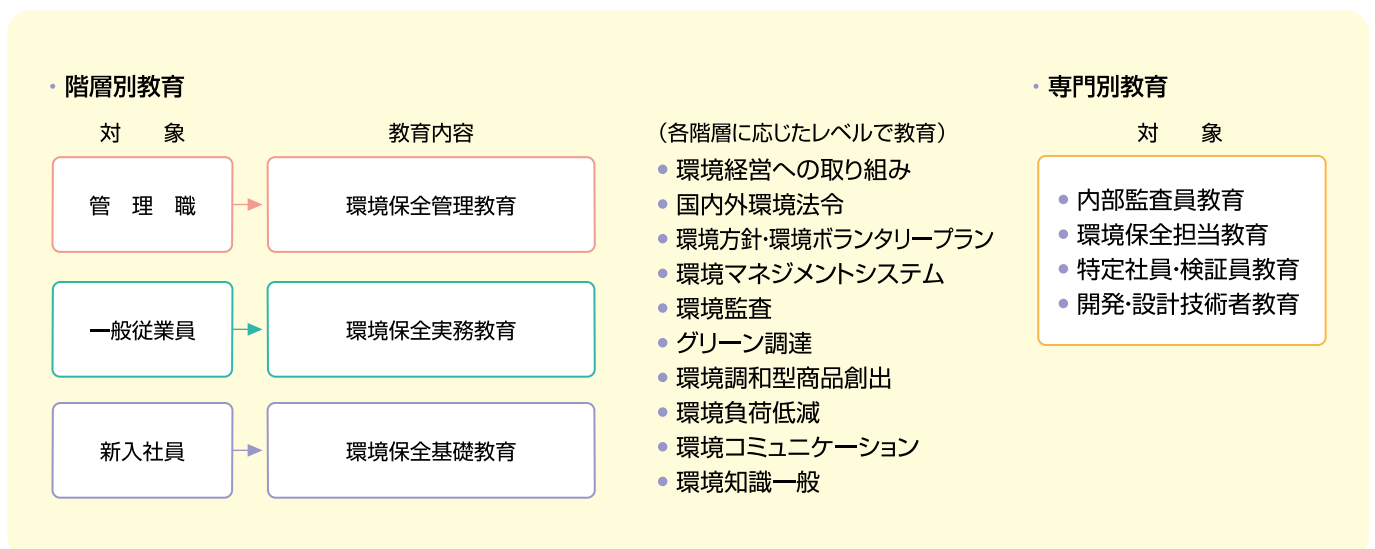 ・階層別教育
対　象
教育内容
管　理　職
環境保全管理教育
一般従業員
環境保全実務教育
新入社員
環境保全基礎教育
（各階層に応じたレベルで教育）
● 環境経営への取り組み
● 国内外環境法令
● 環境方針・環境ボランタリープラン
● 環境マネジメントシステム
● 環境監査
● グリーン調達
● 環境調和型商品創出
● 環境負荷低減
● 環境コミュニケーション
● 環境知識一般
・専門別教育
対　象
● 内部監査員教育
● 環境保全担当教育
● 特定社員・検証員教育
● 開発・設計技術者教育